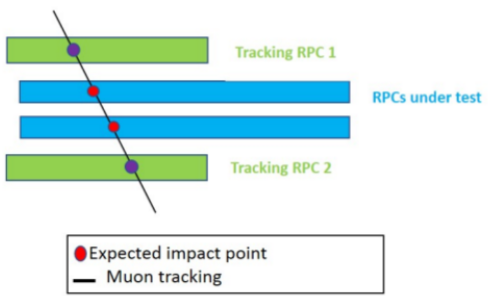 Tracking RPC 1
RPCs under test
Tracking RPC 2
Expected impact point
Muon tracking